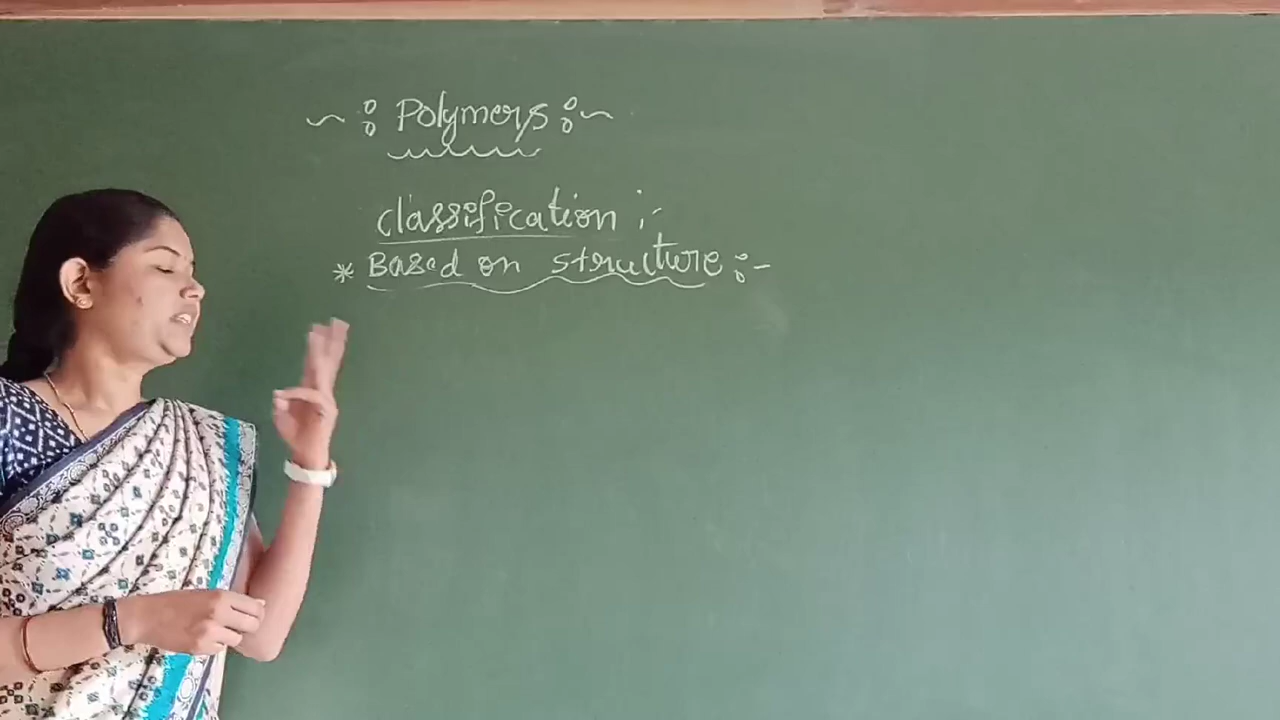 ~ : Polymers : ~
classification :-
* Based on structure :-